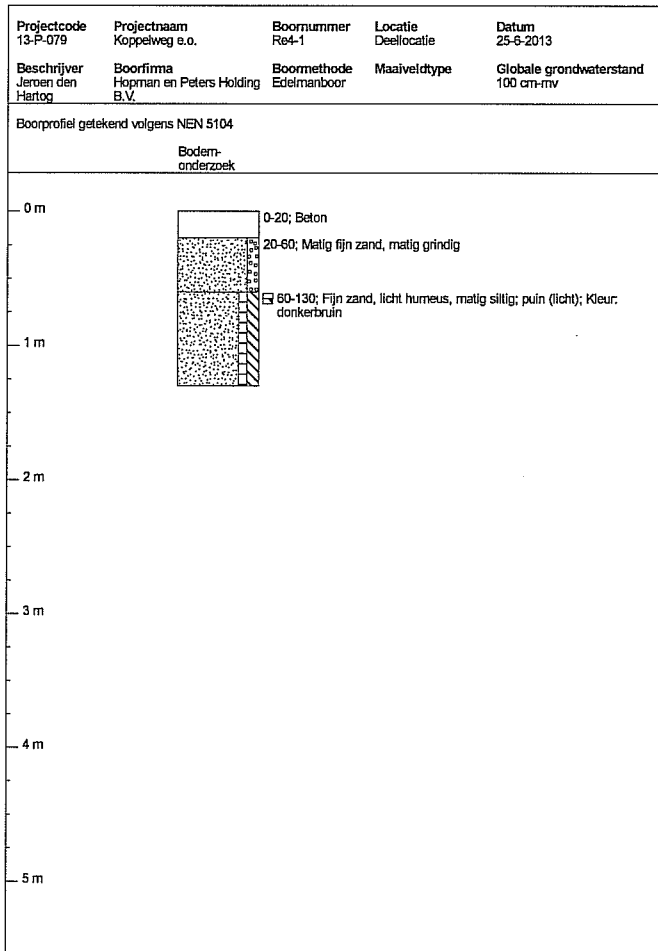 Projectcode Projectnaam Boornummer Locatie Datum
13-P-079 Koppelweg e.o. Re4-1 Deellocatie 25-6-2013
Beschrijver Boorfirma Boormethode Maaiveldtype Globale grondwaterstand
Jeroen den Hopman en Peters Holding Edelmanboor 100 cm-mv
Hartog B.V.
Boorprofiel getekend volgens NEN 5104
Bodem-
onderzoek
0 m
0-20; Beton
20-60; Matig fijn zand, matig grindig
60-130; Fijn zand, licht humeus, matig siltig; puin (licht); Kleur:
donkerbruin
1 m
2 m
3 m
4 m
5 m